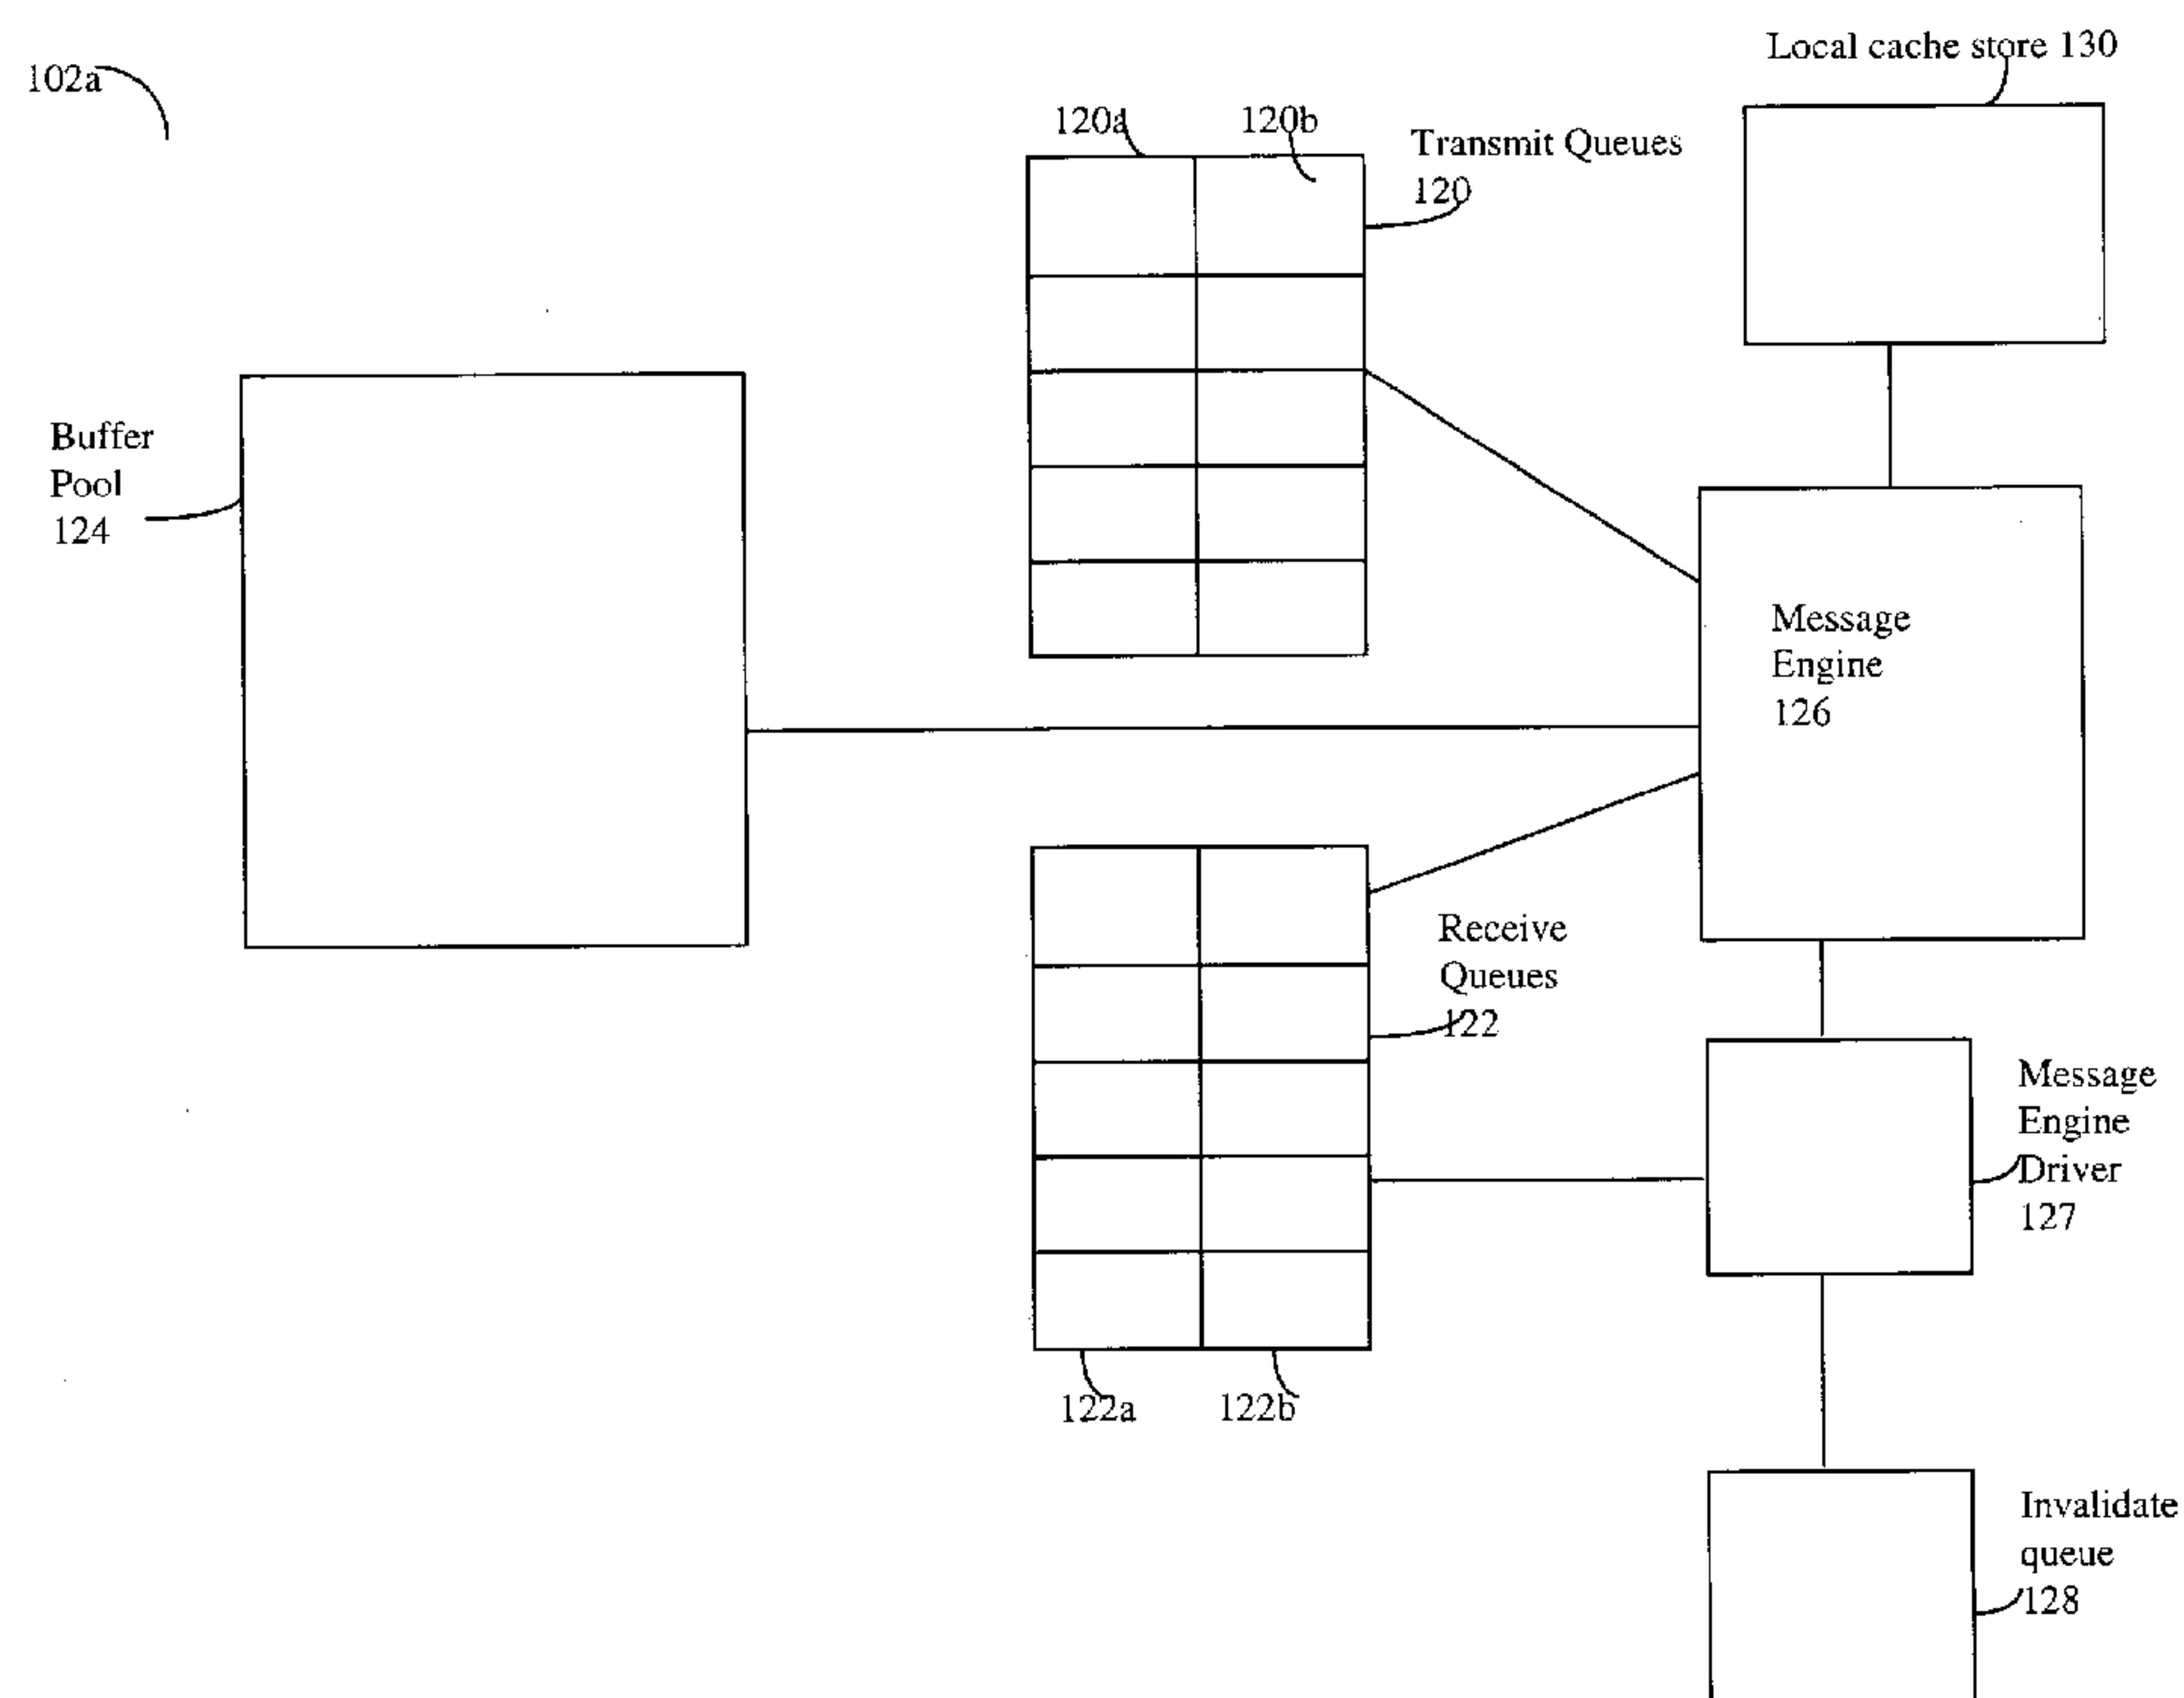 Local cache store 130
102a
120a
120b
Transmit Queues
120
Buffer
Pool
124
Message
Engine
126
Receive
Queues
122
Message
Engine
Driver
127
122a
122b
Invalidate
queue
128